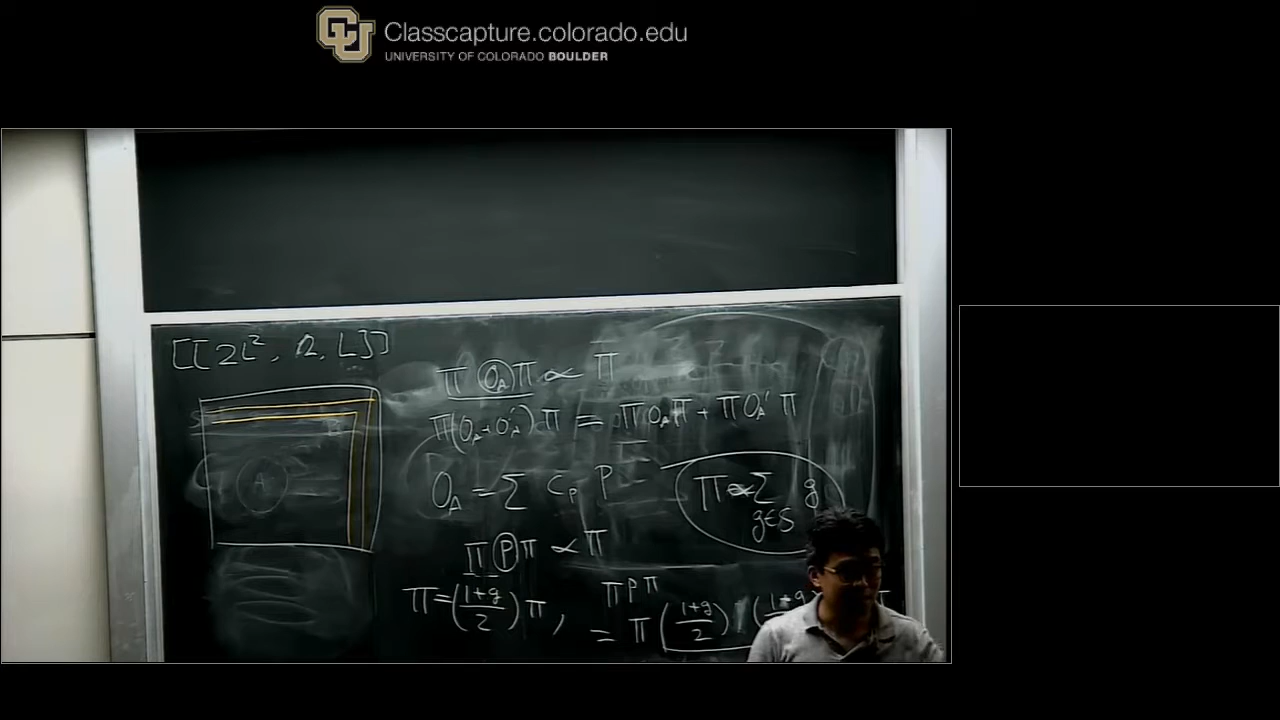 Classcapture.colorado.edu
UNIVERSITY OF COLORADO BOULDER
[[2L², 2, L]]
Π O_A Π ∝ Π
Π(O_A + O_A')Π = Π O_A Π + Π O_A' Π
A
O_A = Σ C_P P
Π ∝ Σ g
g∈S
Π P Π ∝ Π
Π = (1+g / 2) Π ,
Π P Π
= Π (1+g / 2)